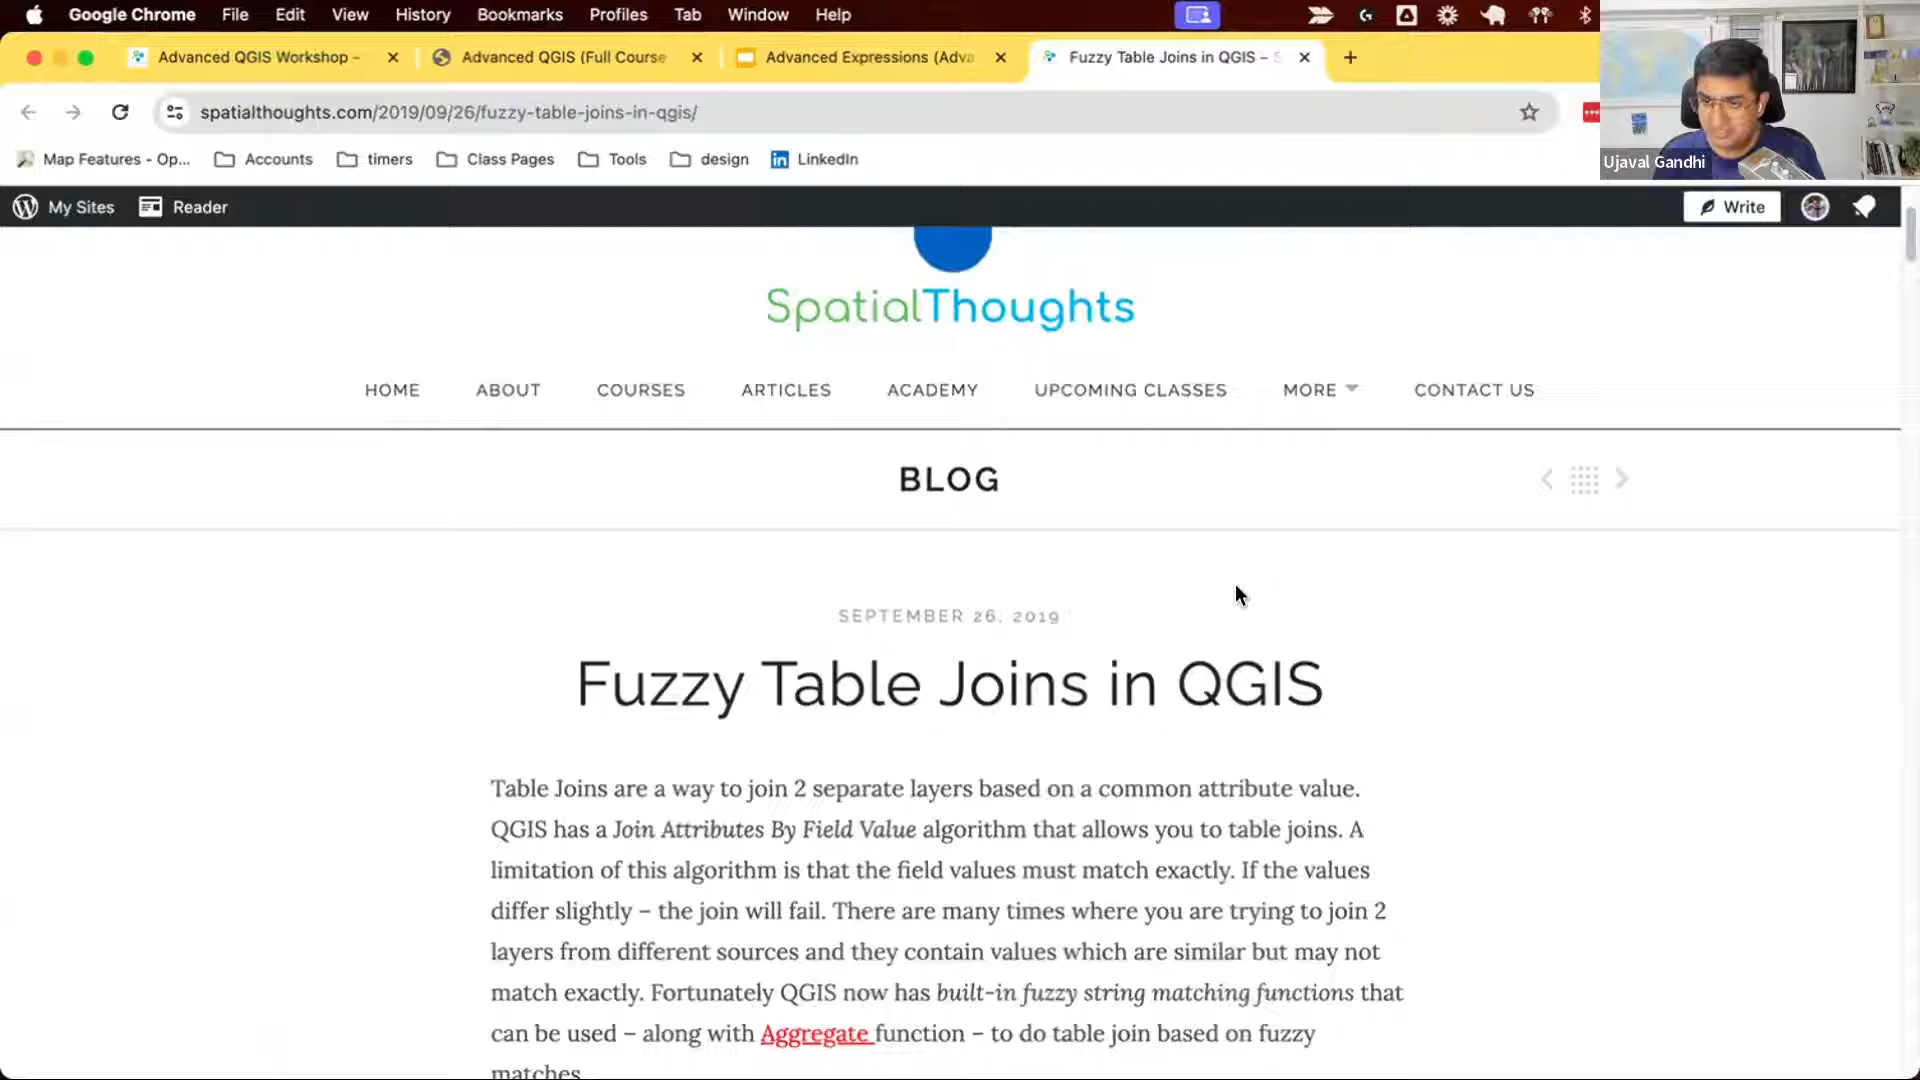 Google Chrome File Edit View History Bookmarks Profiles Tab Window Help
Advanced QGIS Workshop –
Advanced QGIS (Full Course
Advanced Expressions (Adva
Fuzzy Table Joins in QGIS – S
spatialthoughts.com/2019/09/26/fuzzy-table-joins-in-qgis/
Map Features - Op... Accounts timers Class Pages Tools design LinkedIn
Ujaval Gandhi
My Sites Reader Write
SpatialThoughts
HOME ABOUT COURSES ARTICLES ACADEMY UPCOMING CLASSES MORE CONTACT US
BLOG
SEPTEMBER 26, 2019
Fuzzy Table Joins in QGIS
Table Joins are a way to join 2 separate layers based on a common attribute value.
QGIS has a Join Attributes By Field Value algorithm that allows you to table joins. A
limitation of this algorithm is that the field values must match exactly. If the values
differ slightly – the join will fail. There are many times where you are trying to join 2
layers from different sources and they contain values which are similar but may not
match exactly. Fortunately QGIS now has built-in fuzzy string matching functions that
can be used – along with Aggregate function – to do table join based on fuzzy
matches.